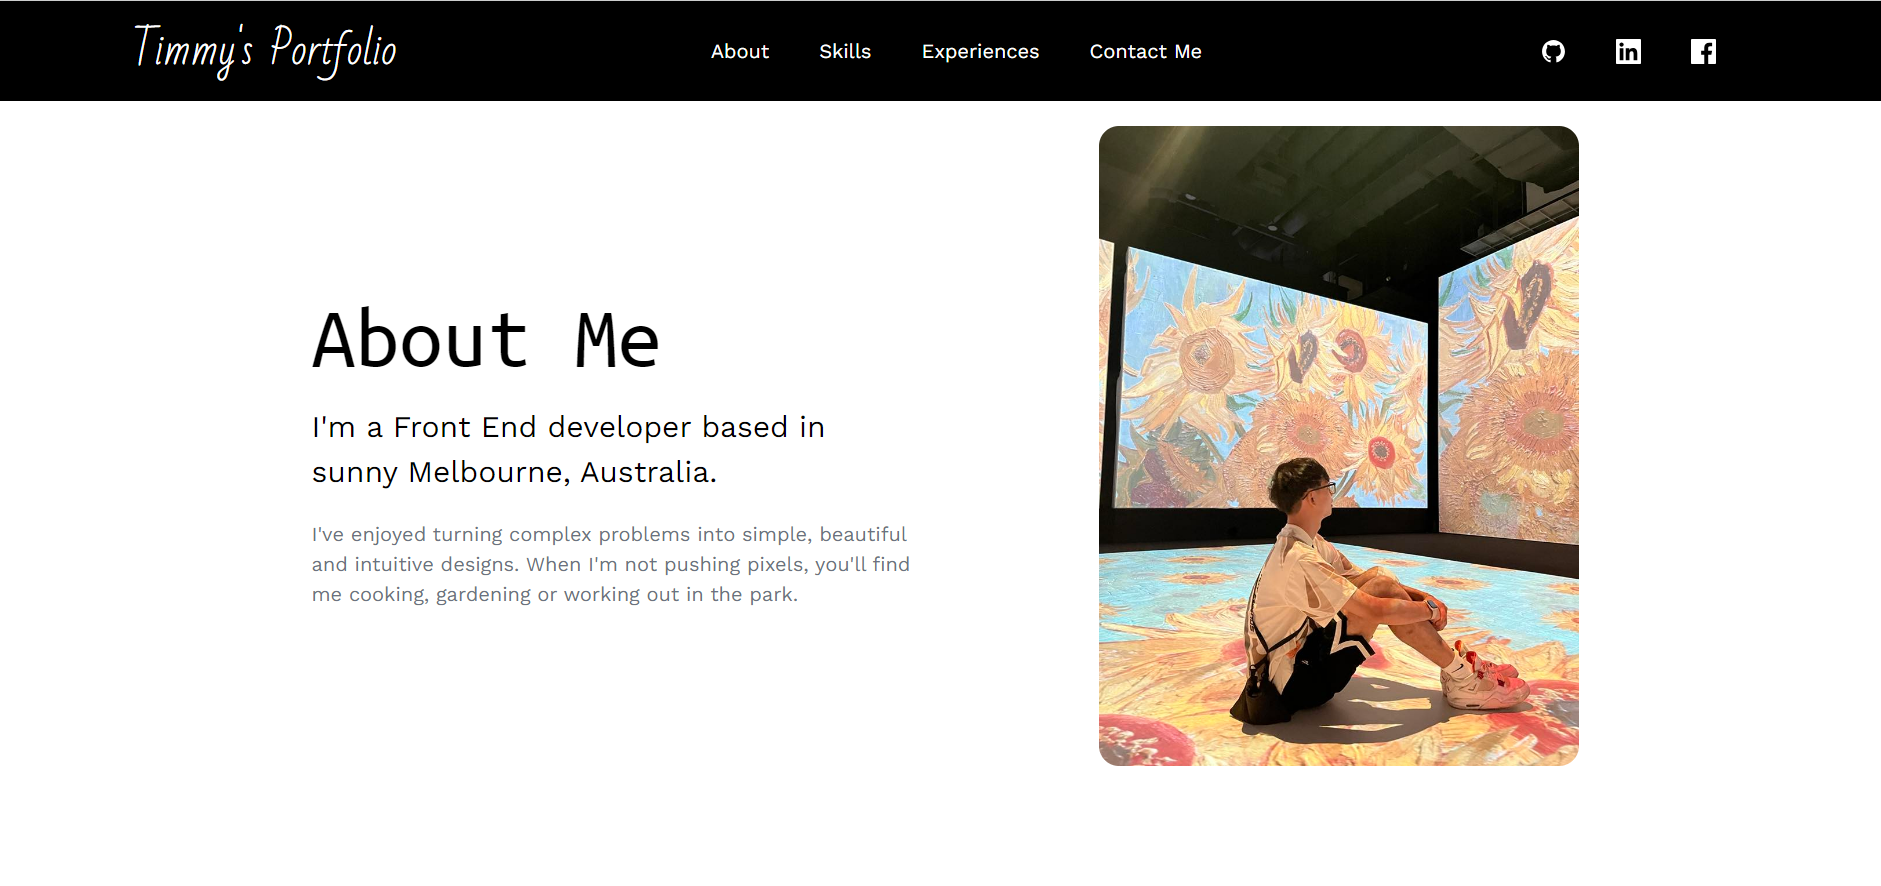 Timmy's Portfolio
About Skills Experiences Contact Me
About Me
I'm a Front End developer based in
sunny Melbourne, Australia.
I've enjoyed turning complex problems into simple, beautiful
and intuitive designs. When I'm not pushing pixels, you'll find
me cooking, gardening or working out in the park.